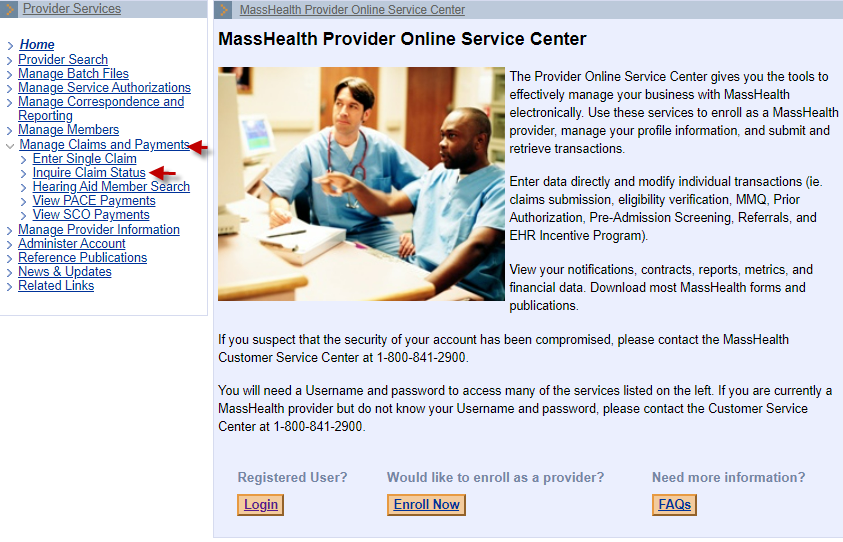 Provider Services
Home
Provider Search
Manage Batch Files
Manage Service Authorizations
Manage Correspondence and
Reporting
Manage Members
Manage Claims and Payments
Enter Single Claim
Inquire Claim Status
Hearing Aid Member Search
View PACE Payments
View SCO Payments
Manage Provider Information
Administer Account
Reference Publications
News & Updates
Related Links
MassHealth Provider Online Service Center
MassHealth Provider Online Service Center
The Provider Online Service Center gives you the tools to
effectively manage your business with MassHealth
electronically. Use these services to enroll as a MassHealth
provider, manage your profile information, and submit and
retrieve transactions.
Enter data directly and modify individual transactions (ie.
claims submission, eligibility verification, MMQ, Prior
Authorization, Pre-Admission Screening, Referrals, and
EHR Incentive Program).
View your notifications, contracts, reports, metrics, and
financial data. Download most MassHealth forms and
publications.
If you suspect that the security of your account has been compromised, please contact the MassHealth
Customer Service Center at 1-800-841-2900.
You will need a Username and password to access many of the services listed on the left. If you are currently a
MassHealth provider but do not know your Username and password, please contact the Customer Service
Center at 1-800-841-2900.
Registered User?
Login
Would like to enroll as a provider?
Enroll Now
Need more information?
FAQs